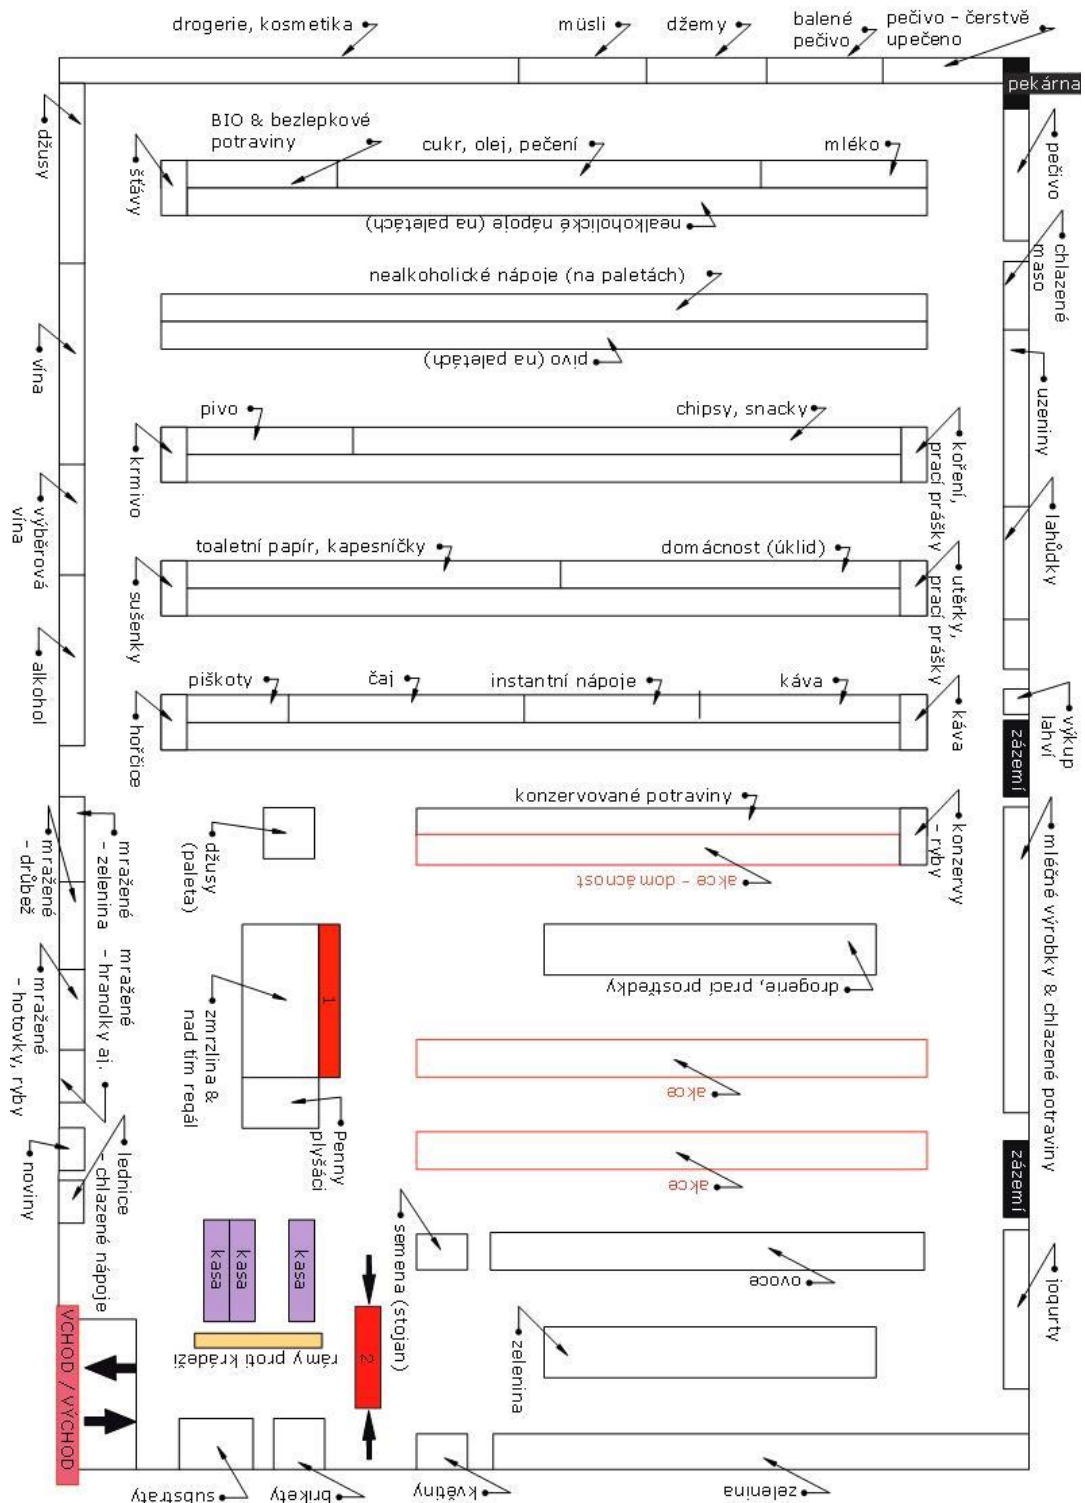 drogerie, kosmetika
müsli
džemy
balené
pečivo
pečivo - čerstvě
upečeno
pekárna
džusy
šťávy
BIO & bezlepkové
potraviny
cukr, olej, pečení
mléko
pečivo
nealkoholické nápoje (na paletách)
chlazené
maso
nealkoholické nápoje (na paletách)
vína
pivo (na paletách)
uzeniny
pivo
chipsy, snacky
krmivo
koření,
prací prášky
výběrová
vína
lahůdky
toaletní papír, kapesníčky
domácnost (úklid)
sušenky
utěrky,
prací prášky
alkohol
piškoty
čaj
instantní nápoje
káva
hořčice
káva
výkup
lahví
zázemí
konzervované potraviny
džusy
(paleta)
konzervy
- ryby
akce - domácnost
mražené
- drůbež
mražené
- zelenina
mražené
- hranolky aj.
mražené
- hotovky, ryby
mléčné výrobky & chlazené potraviny
1
zmrzlina &
nad tím regál
drogerie, prací prostředky
akce
Penny
plyšáci
akce
zázemí
noviny
lednice
- chlazené nápoje
semena (stojan)
kasa
kasa
kasa
ovoce
jogurty
rámy proti krádeži
2
zelenina
VCHOD / VÝCHOD
substráty
brikety
květiny
zelenina